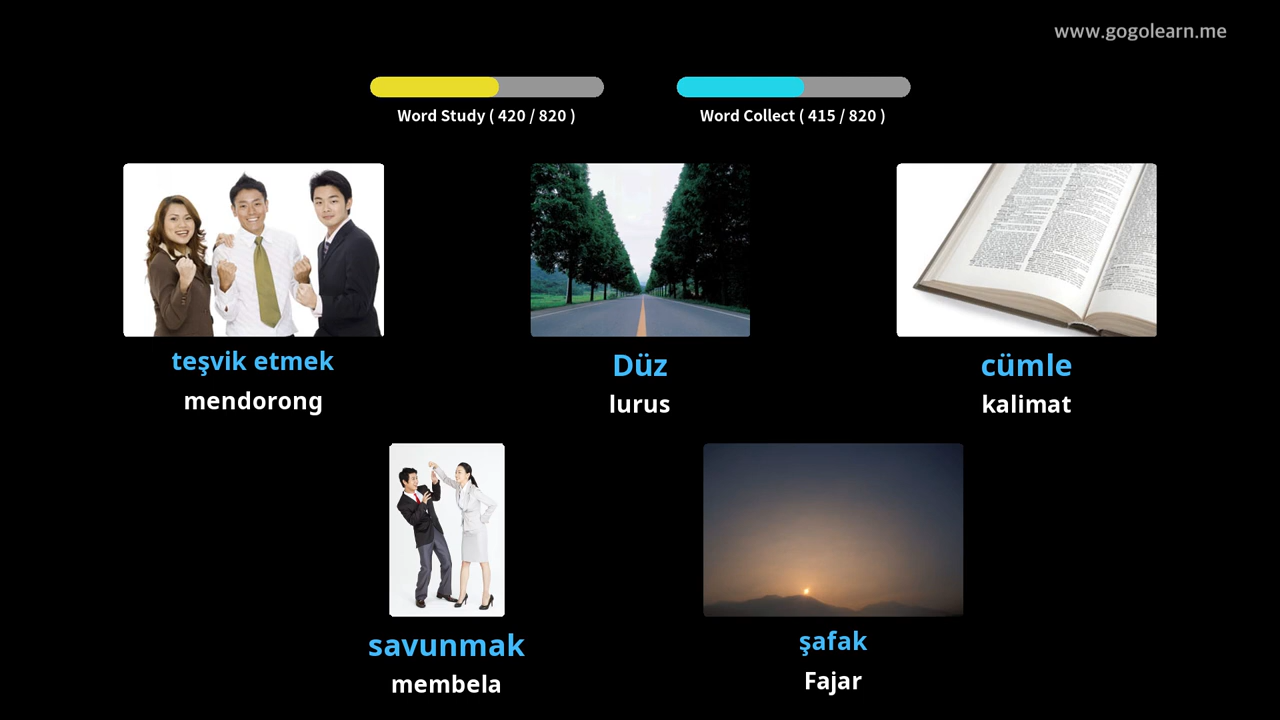 www.gogolearn.me
Word Study ( 420 / 820 )
Word Collect ( 415 / 820 )
teşvik etmek
mendorong
Düz
lurus
cümle
kalimat
savunmak
membela
şafak
Fajar